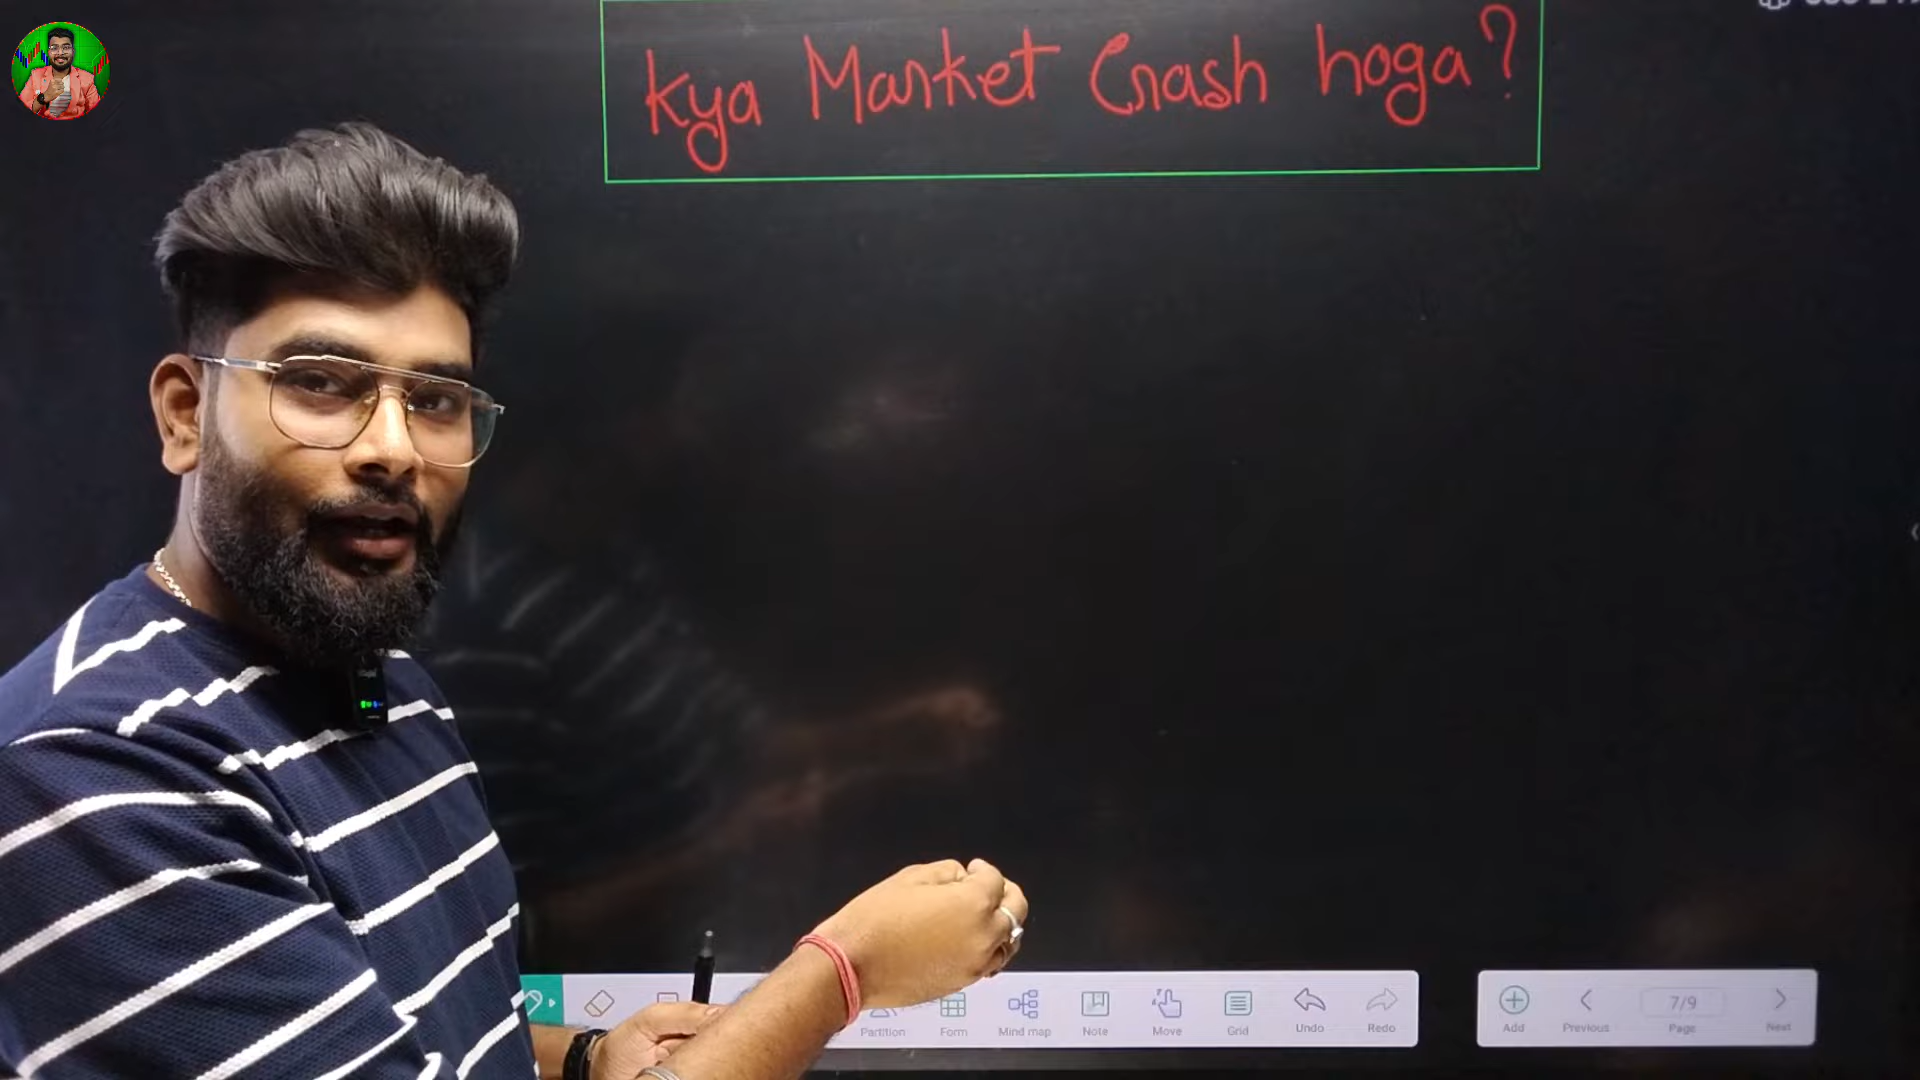 Kya Market Crash hoga?
Partition
Form
Mind map
Note
Move
Grid
Undo
Redo
Add
Previous
7/9
Page
Next